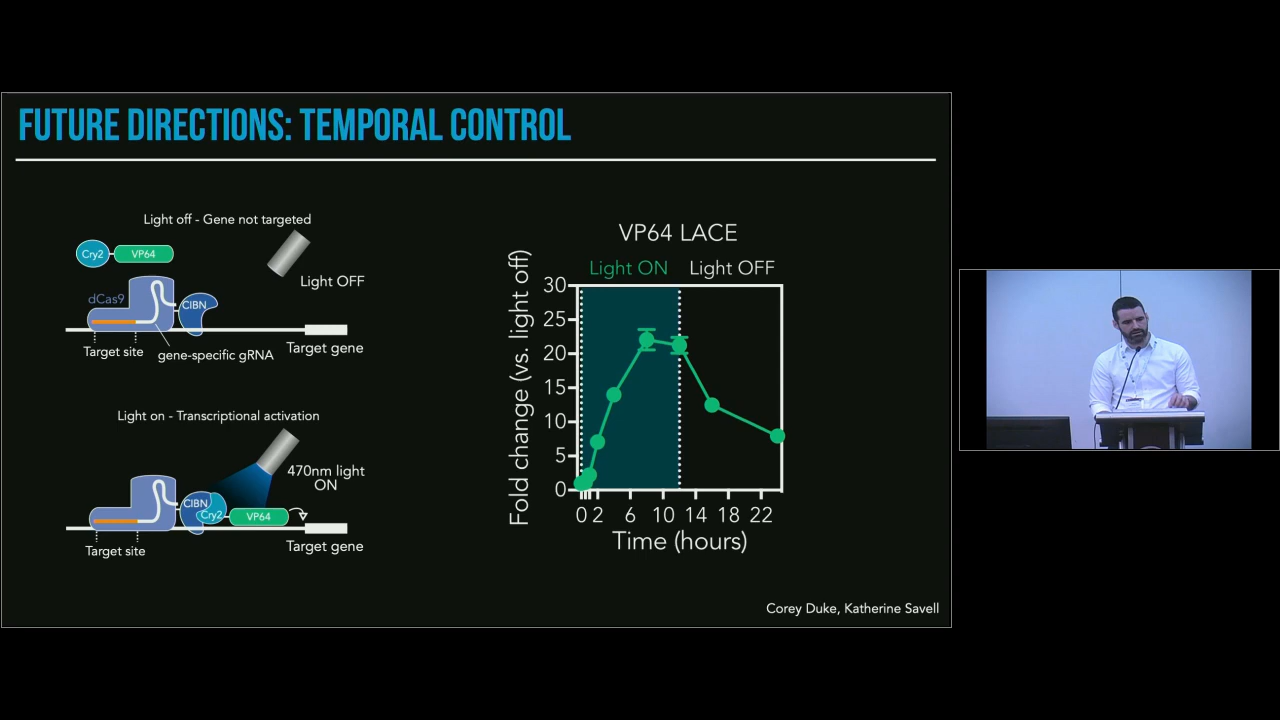 FUTURE DIRECTIONS: TEMPORAL CONTROL
Light off - Gene not targeted
Cry2
VP64
Light OFF
dCas9
CIBN
Target site
gene-specific gRNA
Target gene
Light on - Transcriptional activation
470nm light
ON
CIBN
Cry2
VP64
Target site
Target gene
VP64 LACE
Light ON
Light OFF
Fold change (vs. light off)
30
25
20
15
10
5
0
0 2 6 10 14 18 22
Time (hours)
Corey Duke, Katherine Savell